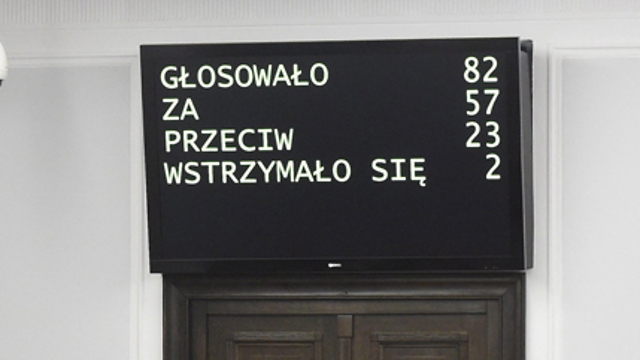 GŁOSOWAŁO 82
ZA 57
PRZECIW 23
WSTRZYMAŁO SIĘ 2